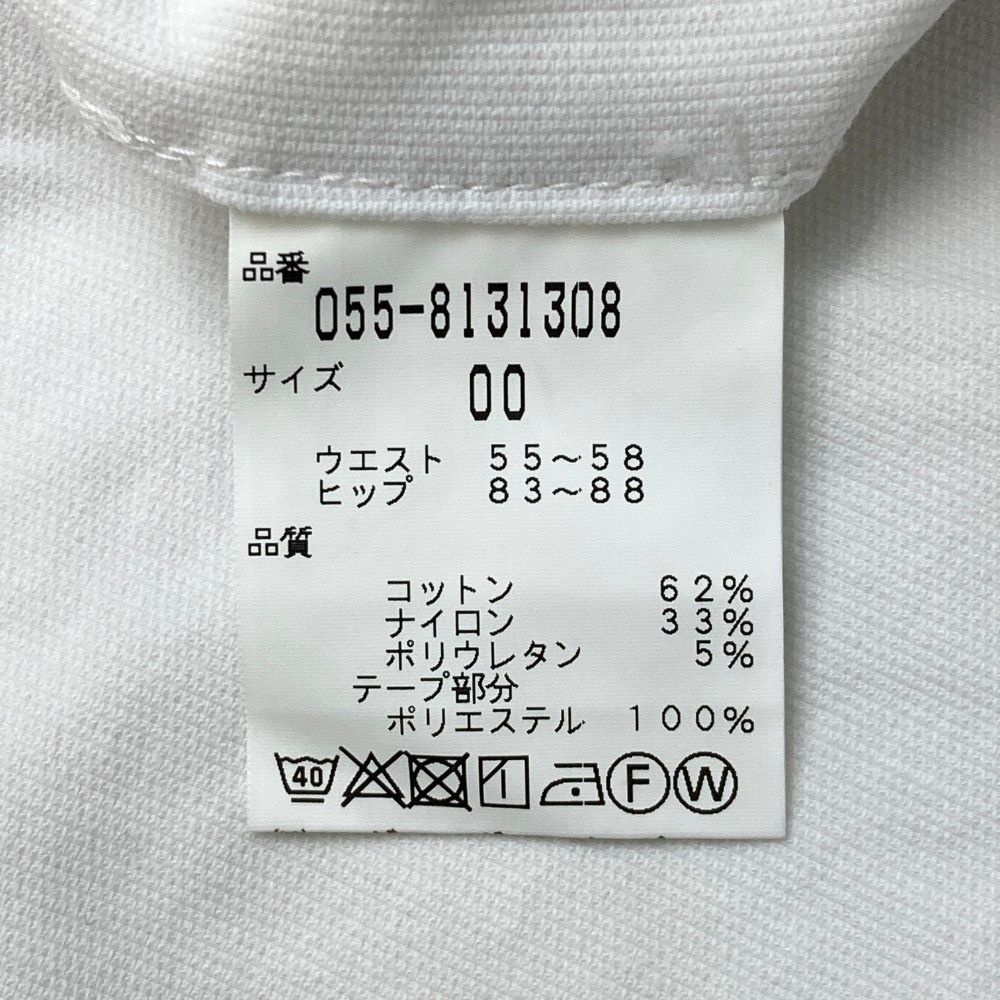 品番
055-8131308
サイズ 00
ウエスト 55～58
ヒップ 83～88
品質
コットン 62%
ナイロン 33%
ポリウレタン 5%
テープ部分
ポリエステル 100%
40 F W